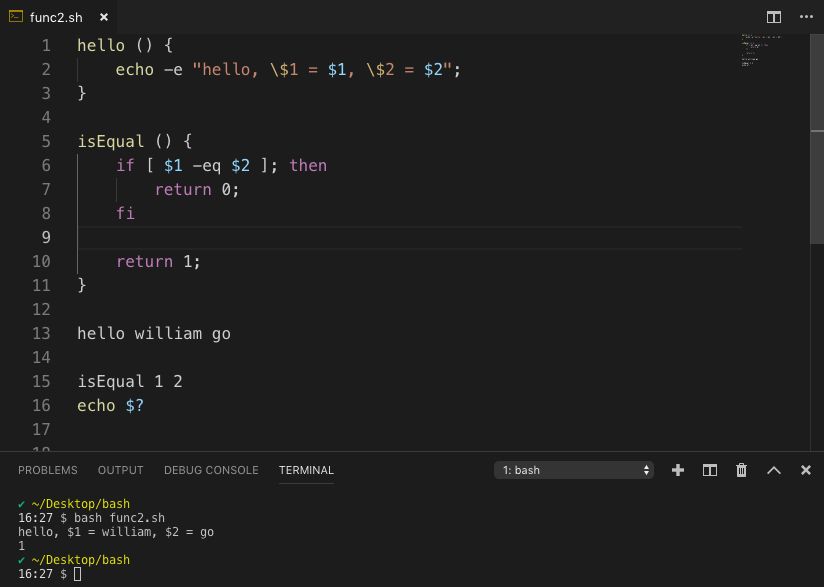 func2.sh ×
1 hello () {
2 echo -e "hello, \$1 = $1, \$2 = $2";
3 }
4
5 isEqual () {
6 if [ $1 -eq $2 ]; then
7 return 0;
8 fi
9
10 return 1;
11 }
12
13 hello william go
14
15 isEqual 1 2
16 echo $?
17
18
PROBLEMS OUTPUT DEBUG CONSOLE TERMINAL 1: bash
✔ ~/Desktop/bash
16:27 $ bash func2.sh
hello, $1 = william, $2 = go
1
✔ ~/Desktop/bash
16:27 $